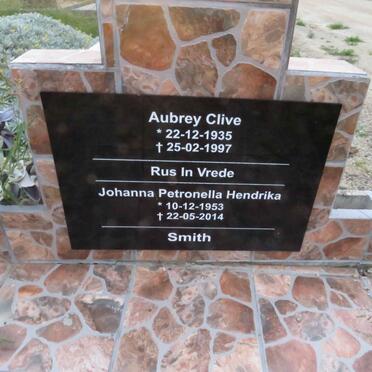 Aubrey Clive
* 22-12-1935
† 25-02-1997
Rus In Vrede
Johanna Petronella Hendrika
* 10-12-1953
† 22-05-2014
Smith